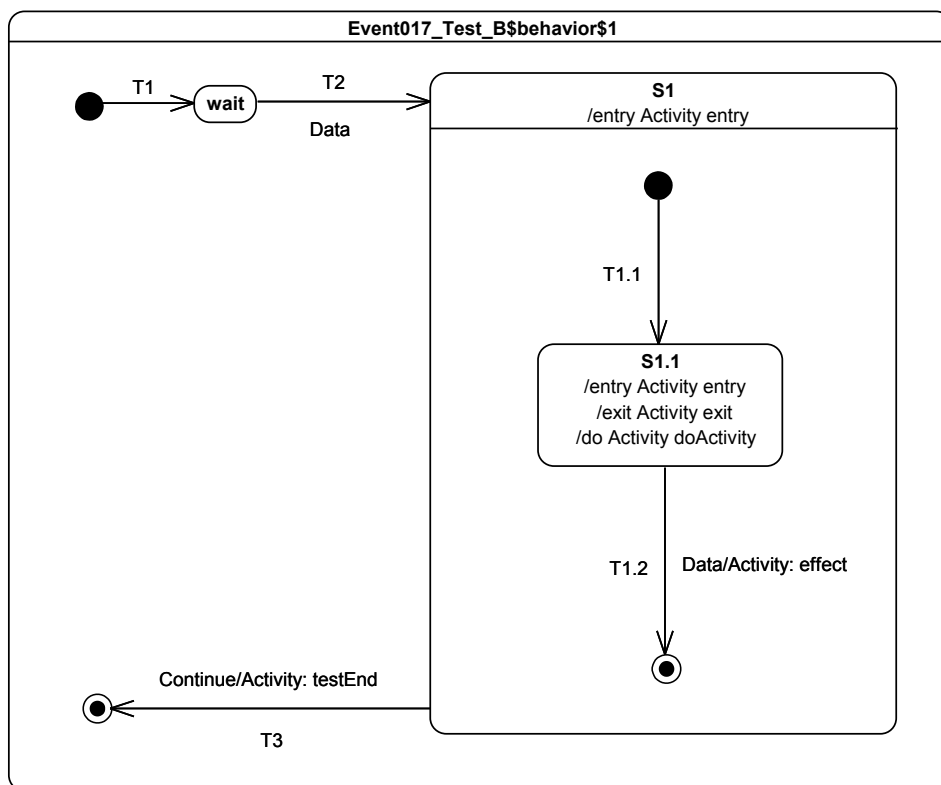 Event017_Test_B$behavior$1
T1
wait
T2
Data
S1
/entry Activity entry
T1.1
S1.1
/entry Activity entry
/exit Activity exit
/do Activity doActivity
T1.2
Data/Activity: effect
Continue/Activity: testEnd
T3